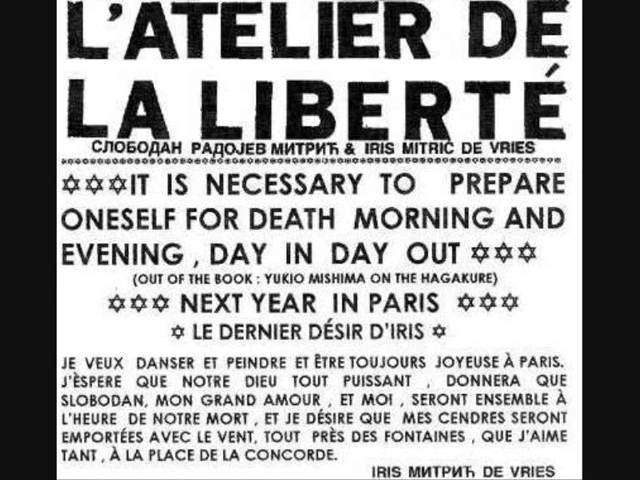 L'ATELIER DE
LA LIBERTÉ
СЛОБОДАН РАДОЈЕВ МИТРИЋ & IRIS MITRIĆ DE VRIES
✡✡✡IT IS NECESSARY TO PREPARE
ONESELF FOR DEATH MORNING AND
EVENING , DAY IN DAY OUT ✡✡✡
(OUT OF THE BOOK : YUKIO MISHIMA ON THE HAGAKURE)
✡✡✡ NEXT YEAR IN PARIS ✡✡✡
✡ LE DERNIER DÉSIR D'IRIS ✡
JE VEUX DANSER ET PEINDRE ET ÊTRE TOUJOURS JOYEUSE À PARIS.
J'ÈSPERE QUE NOTRE DIEU TOUT PUISSANT , DONNERA QUE
SLOBODAN, MON GRAND AMOUR , ET MOI , SERONT ENSEMBLE À
L'HEURE DE NOTRE MORT , ET JE DÉSIRE QUE MES CENDRES SERONT
EMPORTÉES AVEC LE VENT, TOUT PRÈS DES FONTAINES , QUE J'AIME
TANT , À LA PLACE DE LA CONCORDE.
IRIS МИТРИЋ DE VRIES